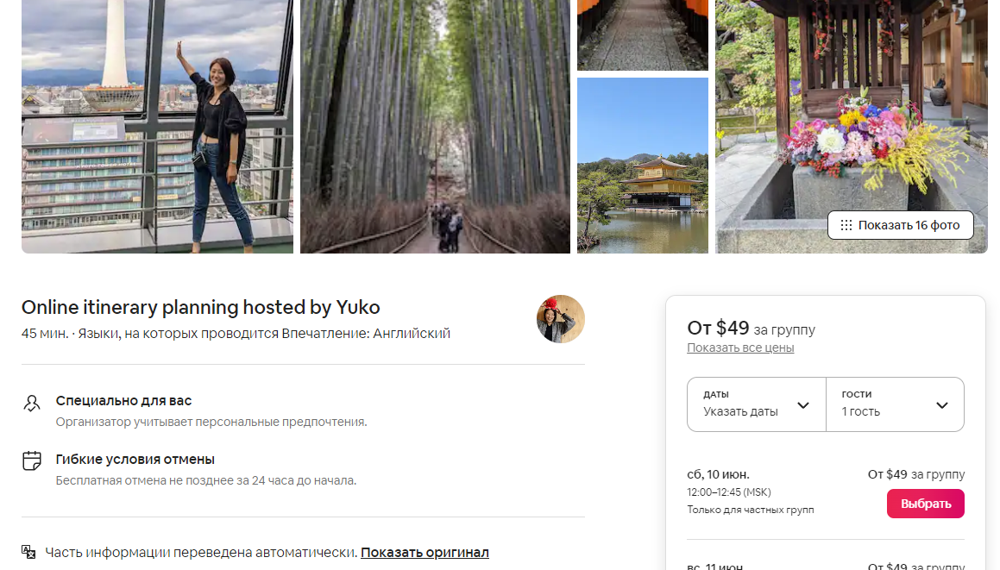 Показать 16 фото
Online itinerary planning hosted by Yuko
45 мин. · Языки, на которых проводится Впечатление: Английский
Специально для вас
Организатор учитывает персональные предпочтения.
Гибкие условия отмены
Бесплатная отмена не позднее за 24 часа до начала.
Часть информации переведена автоматически. Показать оригинал
От $49 за группу
Показать все цены
ДАТЫ
Указать даты
ГОСТИ
1 гость
сб, 10 июн.
От $49 за группу
12:00–12:45 (MSK)
Только для частных групп
Выбрать
вс, 11 июн.
От $49 за группу